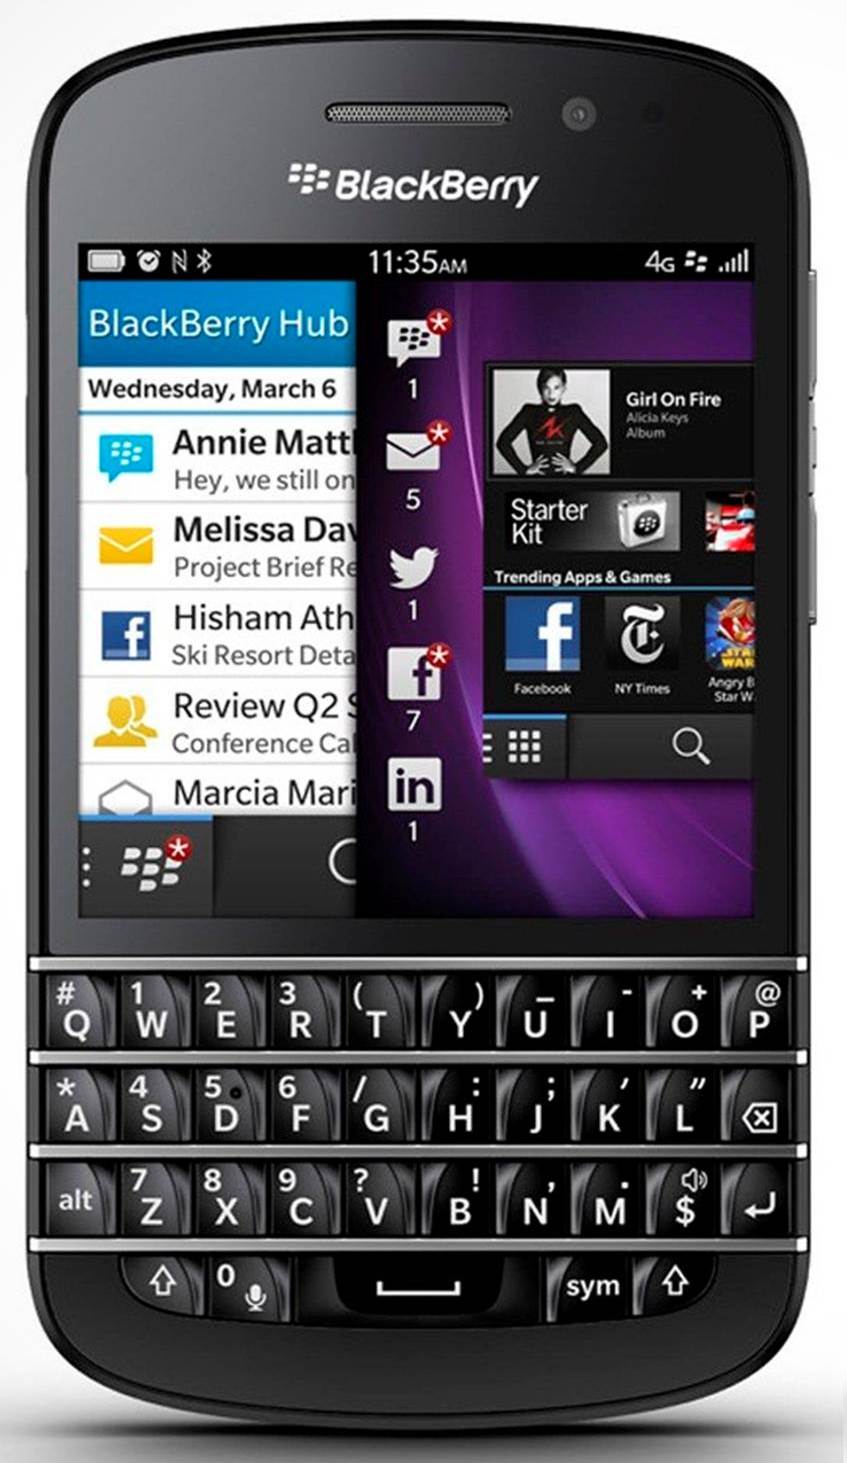 BlackBerry
11:35AM
4G
BlackBerry Hub
Wednesday, March 6
Annie Matt
Hey, we still on
Melissa Dav
Project Brief Re
Hisham Ath
Ski Resort Deta
Review Q2 S
Conference Cal
Marcia Mari
1
5
1
f
7
in
1
Girl On Fire
Alicia Keys
Album
Starter
Kit
Trending Apps & Games
f
T
STAR
WARS
Facebook
NY Times
Angry B
Star W
# 1 2 3 ( ) _ - + @
Q W E R T Y U I O P
* 4 5 6 / : ; ' "
A S D F G H J K L
7 8 9 ? ! , .
alt Z X C V B N M $
0
sym